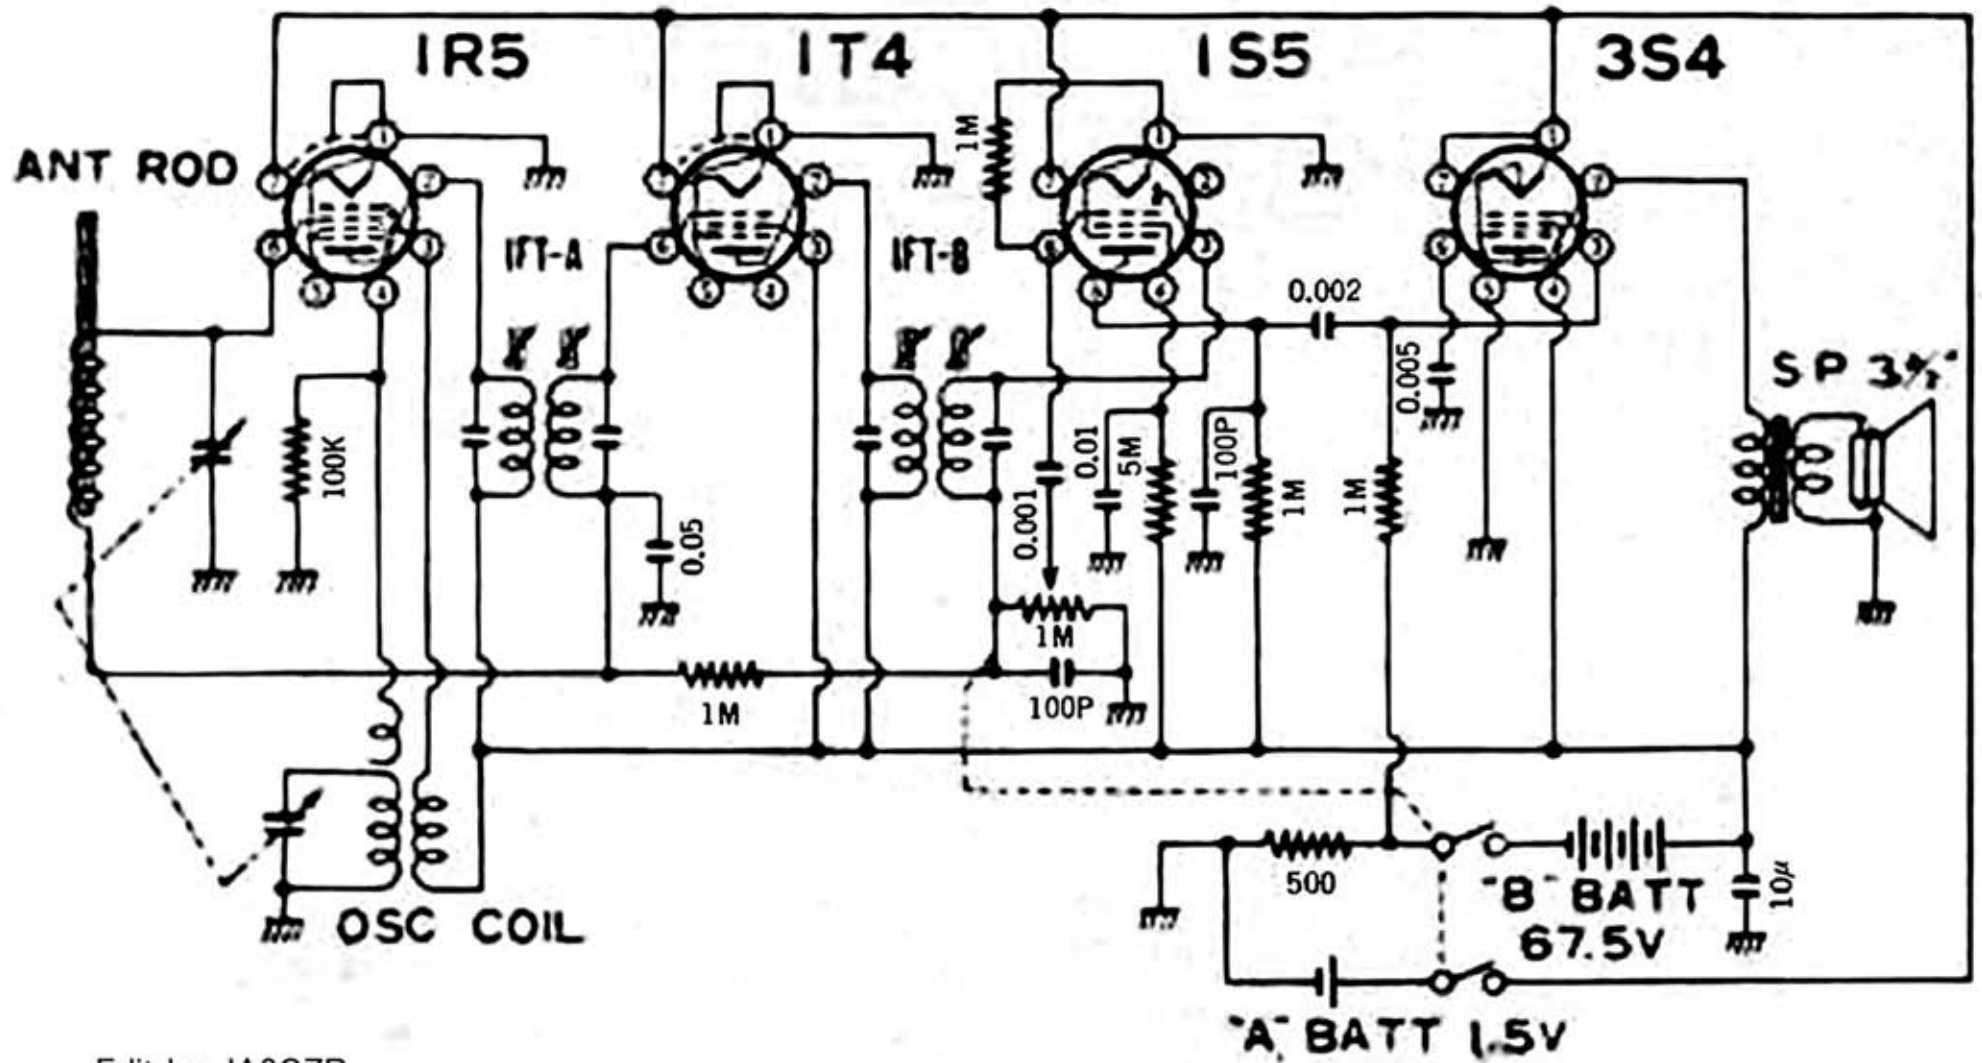 1R5
1T4
1S5
3S4
ANT ROD
1M
IFT-A
IFT-B
0.002
0.005
SP 3½"
100K
0.05
0.001
0.01
5M
100P
1M
1M
1M
1M
100P
OSC COIL
500
"B" BATT
67.5V
10μ
"A" BATT 1.5V